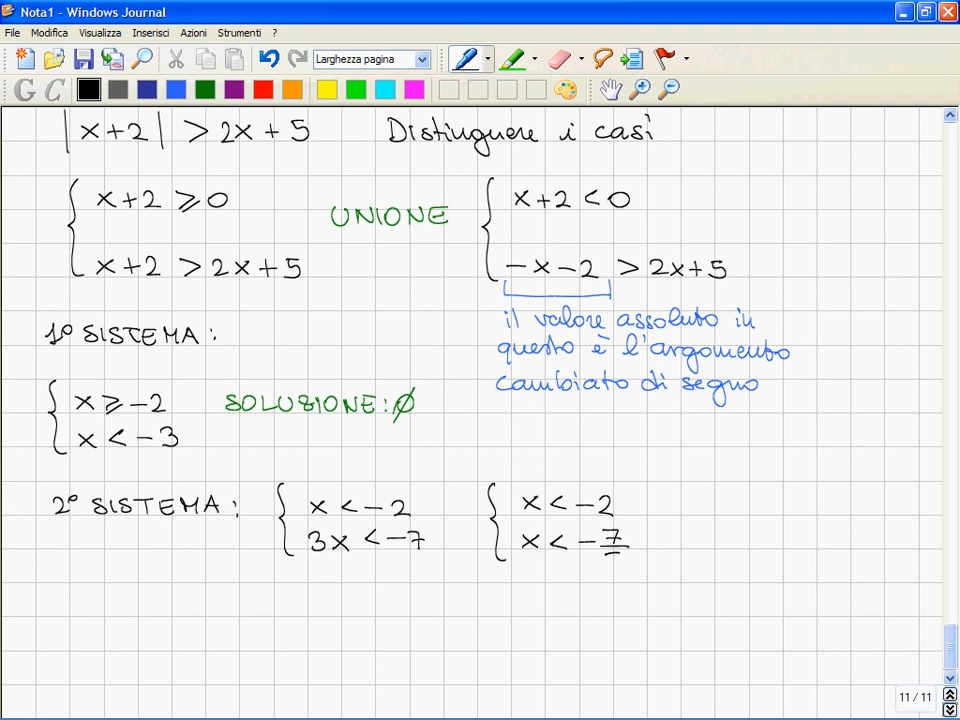 Nota1 - Windows Journal
File Modifica Visualizza Inserisci Azioni Strumenti ?
Larghezza pagina
G C
|x+2| > 2x+5 Distinguere i casi
x+2 ⩾ 0
x+2 > 2x+5
UNIONE
x+2 < 0
-x-2 > 2x+5
il valore assoluto in
questo è l'argomento
cambiato di segno
1º SISTEMA:
x ⩾ -2
x < -3
SOLUZIONE: ∅
2º SISTEMA:
x < -2
3x < -7
x < -2
x < -7
11 / 11